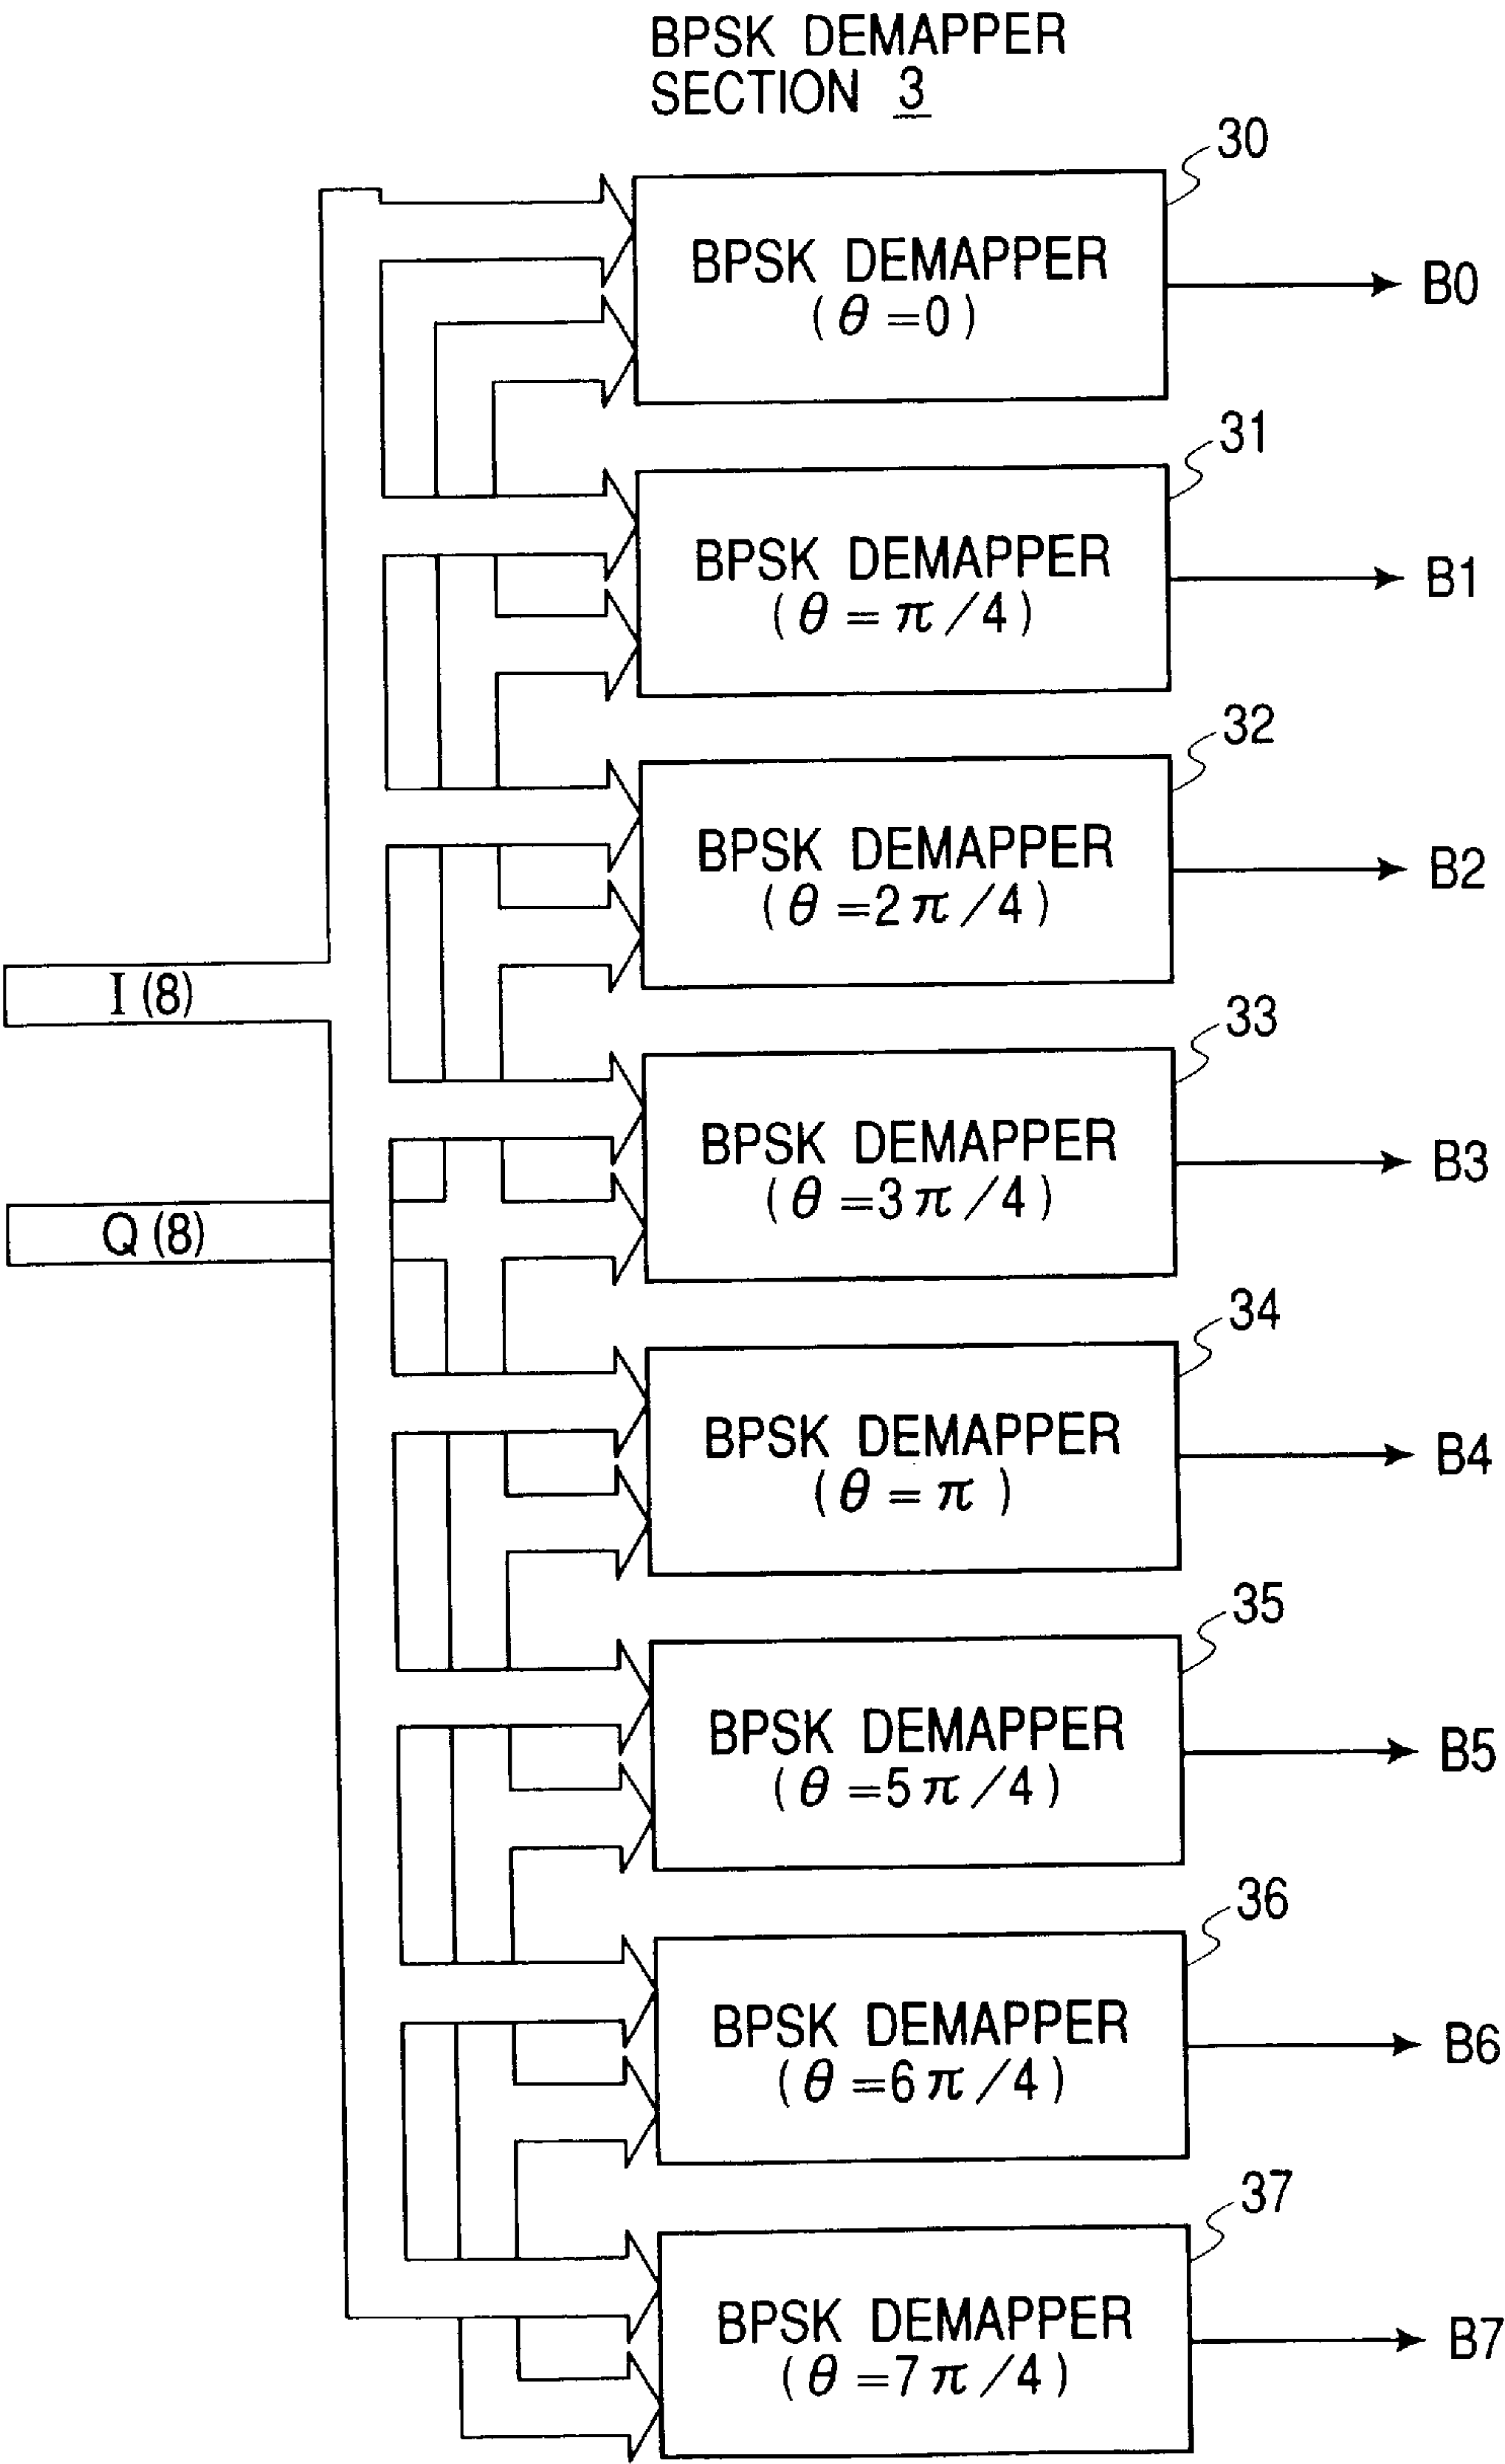 BPSK DEMAPPER
SECTION 3
30
BPSK DEMAPPER
(θ=0)
B0
31
BPSK DEMAPPER
(θ=π/4)
B1
32
BPSK DEMAPPER
(θ=2π/4)
B2
I(8)
33
BPSK DEMAPPER
(θ=3π/4)
B3
Q(8)
34
BPSK DEMAPPER
(θ=π)
B4
35
BPSK DEMAPPER
(θ=5π/4)
B5
36
BPSK DEMAPPER
(θ=6π/4)
B6
37
BPSK DEMAPPER
(θ=7π/4)
B7